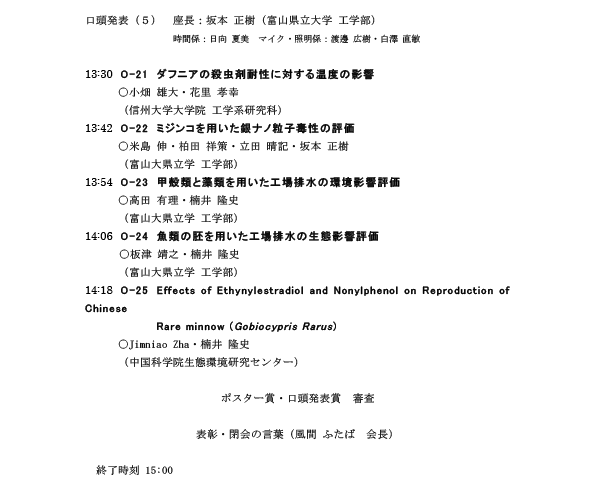 口頭発表（５） 座長：坂本 正樹（富山県立大学 工学部）
時間係：日向 夏美 マイク・照明係：渡邊 広樹・白澤 直敏
13:30 O-21 ダフニアの殺虫剤耐性に対する温度の影響
○小畑 雄大・花里 孝幸
（信州大学大学院 工学系研究科）
13:42 O-22 ミジンコを用いた銀ナノ粒子毒性の評価
○米島 伸・柏田 祥策・立田 晴記・坂本 正樹
（富山大県立学 工学部）
13:54 O-23 甲殻類と藻類を用いた工場排水の環境影響評価
○高田 有理・楠井 隆史
（富山大県立学 工学部）
14:06 O-24 魚類の胚を用いた工場排水の生態影響評価
○板津 靖之・楠井 隆史
（富山大県立学 工学部）
14:18 O-25 Effects of Ethynylestradiol and Nonylphenol on Reproduction of
Chinese
Rare minnow (Gobiocypris Rarus)
○Jimniao Zha・楠井 隆史
（中国科学院生態環境研究センター）
ポスター賞・口頭発表賞 審査
表彰・閉会の言葉（風間 ふたば 会長）
終了時刻 15:00